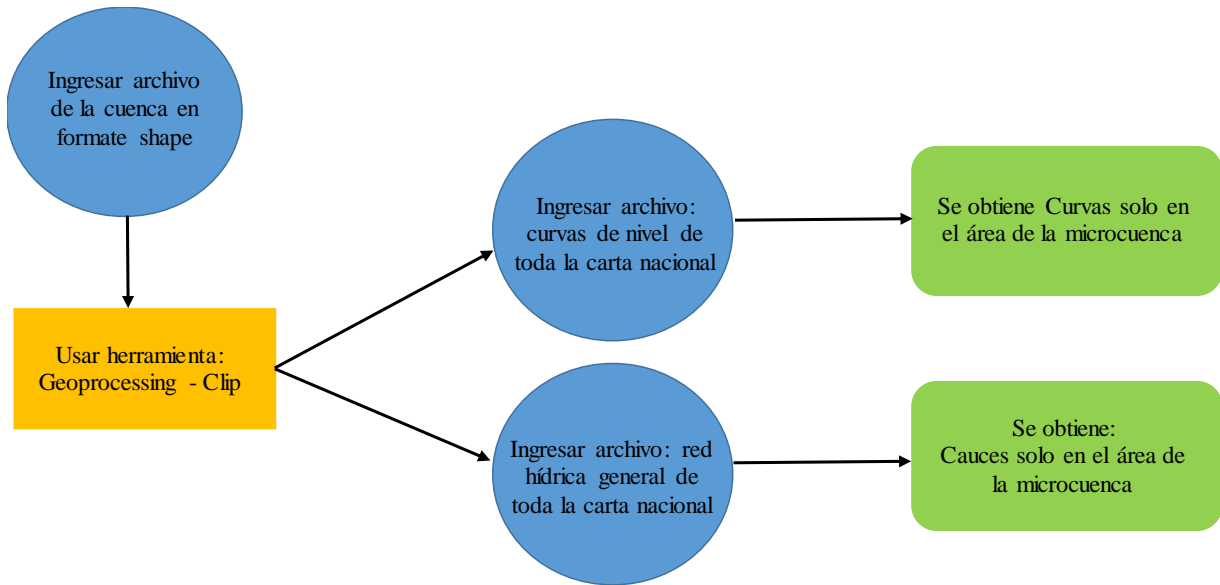 Ingresar archivo
de la cuenca en
formate shape
Usar herramienta:
Geoprocessing - Clip
Ingresar archivo:
curvas de nivel de
toda la carta nacional
Se obtiene Curvas solo en
el área de la microcuenca
Ingresar archivo: red
hídrica general de
toda la carta nacional
Se obtiene:
Cauces solo en el área de
la microcuenca